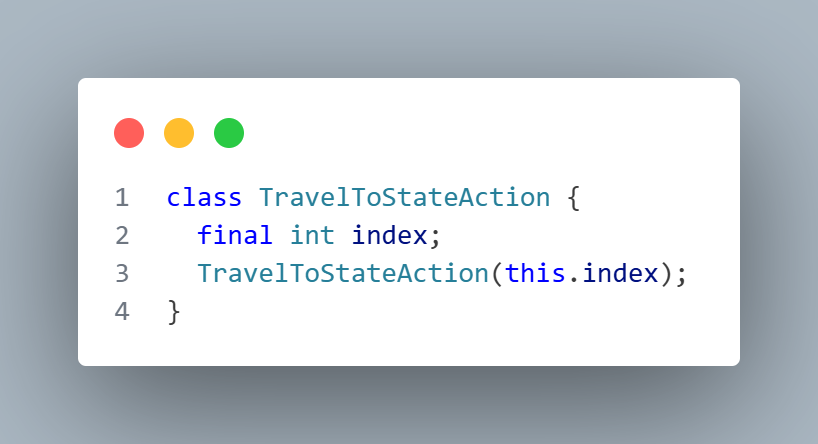 1 class TravelToStateAction {
2   final int index;
3   TravelToStateAction(this.index);
4 }